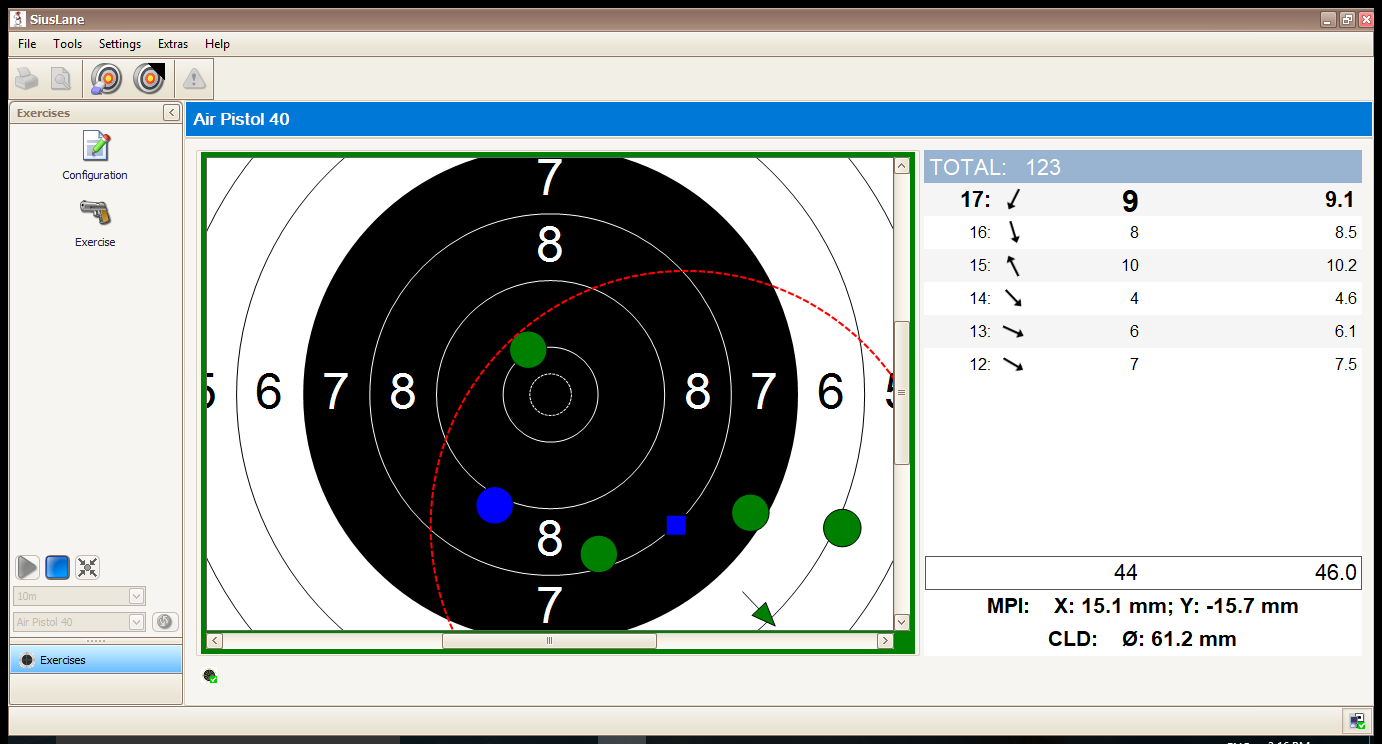 SiusLane
File Tools Settings Extras Help
Exercises
Configuration
Exercise
10m
Air Pistol 40
Exercises
Air Pistol 40
7
8
6 7 8 8 7 6
8
7
TOTAL: 123
17: 9 9.1
16: 8 8.5
15: 10 10.2
14: 4 4.6
13: 6 6.1
12: 7 7.5
44 46.0
MPI: X: 15.1 mm; Y: -15.7 mm
CLD: Ø: 61.2 mm